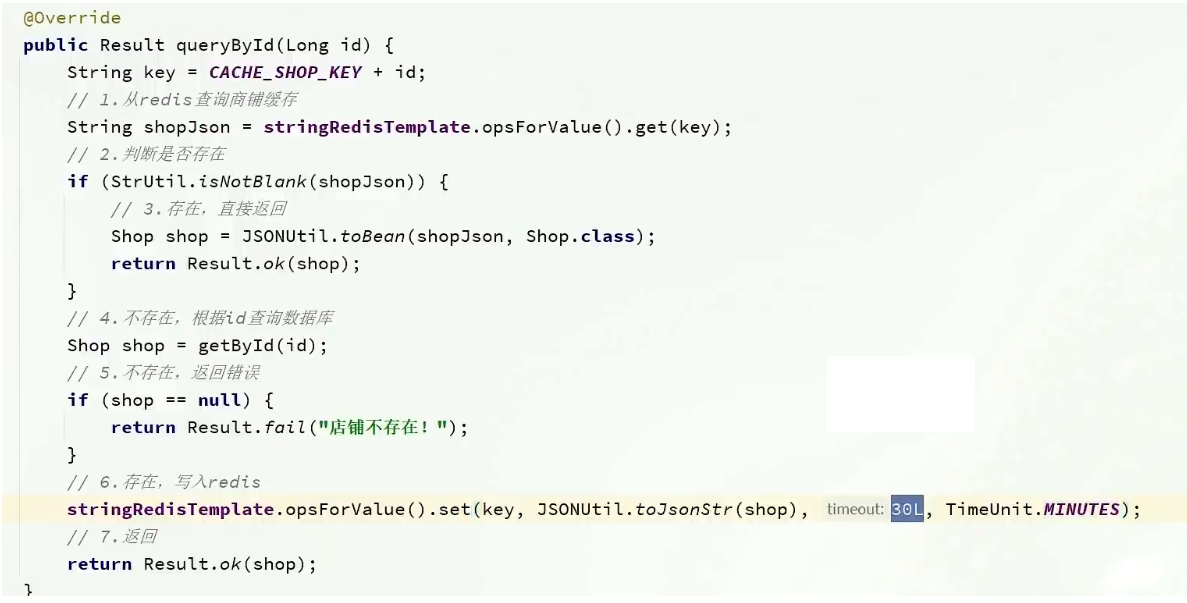 @Override
public Result queryById(Long id) {
    String key = CACHE_SHOP_KEY + id;
    // 1.从redis查询商铺缓存
    String shopJson = stringRedisTemplate.opsForValue().get(key);
    // 2.判断是否存在
    if (StrUtil.isNotBlank(shopJson)) {
        // 3.存在，直接返回
        Shop shop = JSONUtil.toBean(shopJson, Shop.class);
        return Result.ok(shop);
    }
    // 4.不存在，根据id查询数据库
    Shop shop = getById(id);
    // 5.不存在，返回错误
    if (shop == null) {
        return Result.fail("店铺不存在！");
    }
    // 6.存在，写入redis
    stringRedisTemplate.opsForValue().set(key, JSONUtil.toJsonStr(shop), timeout: 30L, TimeUnit.MINUTES);
    // 7.返回
    return Result.ok(shop);
}